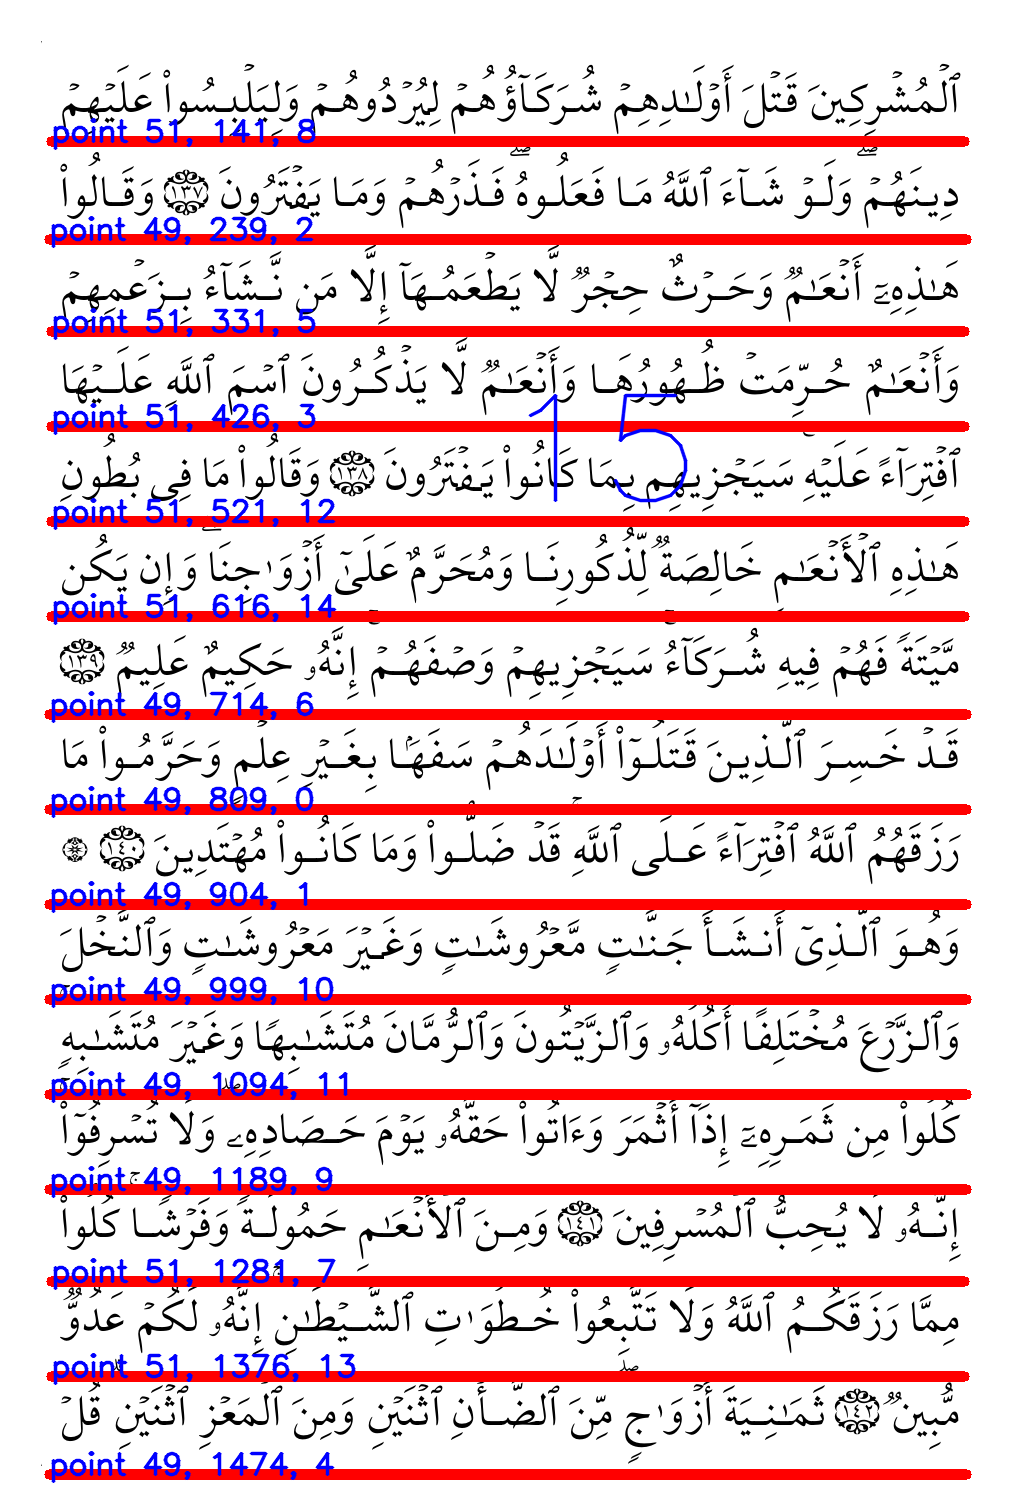 ٱلْمُشْرِكِينَ قَتْلَ أَوْلَـٰدِهِمْ شُرَكَآؤُهُمْ لِيُرْدُوهُمْ وَلِيَلْبِسُوا۟ عَلَيْهِمْ
point 51, 141, 8
دِينَهُمْ ۖ وَلَوْ شَآءَ ٱللَّهُ مَا فَعَلُوهُ ۖ فَذَرْهُمْ وَمَا يَفْتَرُونَ ١٣٧ وَقَالُوا۟
point 49, 239, 2
هَـٰذِهِۦٓ أَنْعَـٰمٌ وَحَرْثٌ حِجْرٌ لَّا يَطْعَمُهَآ إِلَّا مَن نَّشَآءُ بِزَعْمِهِمْ
point 51, 331, 5
وَأَنْعَـٰمٌ حُرِّمَتْ ظُهُورُهَا وَأَنْعَـٰمٌ لَّا يَذْكُرُونَ ٱسْمَ ٱللَّهِ عَلَيْهَا
point 51, 426, 3
15
ٱفْتِرَآءً عَلَيْهِ سَيَجْزِيهِم بِمَا كَانُوا۟ يَفْتَرُونَ ١٣٨ وَقَالُوا۟ مَا فِى بُطُونِ
point 51, 521, 12
هَـٰذِهِ ٱلْأَنْعَـٰمِ خَالِصَةٌ لِّذُكُورِنَا وَمُحَرَّمٌ عَلَىٰٓ أَزْوَٰجِنَا وَإِن يَكُن
point 51, 616, 14
مَّيْتَةً فَهُمْ فِيهِ شُرَكَآءُ سَيَجْزِيهِمْ وَصْفَهُمْ إِنَّهُۥ حَكِيمٌ عَلِيمٌ ١٣٩
point 49, 714, 6
قَدْ خَسِرَ ٱلَّذِينَ قَتَلُوٓا۟ أَوْلَـٰدَهُمْ سَفَهًۢا بِغَيْرِ عِلْمٍ وَحَرَّمُوا۟ مَا
point 49, 809, 0
رَزَقَهُمُ ٱللَّهُ ٱفْتِرَآءً عَلَى ٱللَّهِ قَدْ ضَلُّوا۟ وَمَا كَانُوا۟ مُهْتَدِينَ ١٤٠ ۞
point 49, 904, 1
وَهُوَ ٱلَّذِىٓ أَنشَأَ جَنَّـٰتٍ مَّعْرُوشَـٰتٍ وَغَيْرَ مَعْرُوشَـٰتٍ وَٱلنَّخْلَ
point 49, 999, 10
وَٱلزَّرْعَ مُخْتَلِفًا أُكُلُهُۥ وَٱلزَّيْتُونَ وَٱلرُّمَّانَ مُتَشَـٰبِهًا وَغَيْرَ مُتَشَـٰبِهٍ
point 49, 1094, 11
كُلُوا۟ مِن ثَمَرِهِۦٓ إِذَآ أَثْمَرَ وَءَاتُوا۟ حَقَّهُۥ يَوْمَ حَصَادِهِۦ ۖ وَلَا تُسْرِفُوٓا۟
point 49, 1189, 9
إِنَّهُۥ لَا يُحِبُّ ٱلْمُسْرِفِينَ ١٤١ وَمِنَ ٱلْأَنْعَـٰمِ حَمُولَةً وَفَرْشًا ۚ كُلُوا۟
point 51, 1281, 7
مِمَّا رَزَقَكُمُ ٱللَّهُ وَلَا تَتَّبِعُوا۟ خُطُوَٰتِ ٱلشَّيْطَـٰنِ ۚ إِنَّهُۥ لَكُمْ عَدُوٌّ
point 51, 1376, 13
مُّبِينٌ ١٤٢ ثَمَـٰنِيَةَ أَزْوَٰجٍ ۖ مِّنَ ٱلضَّأْنِ ٱثْنَيْنِ وَمِنَ ٱلْمَعْزِ ٱثْنَيْنِ ۗ قُلْ
point 49, 1474, 4